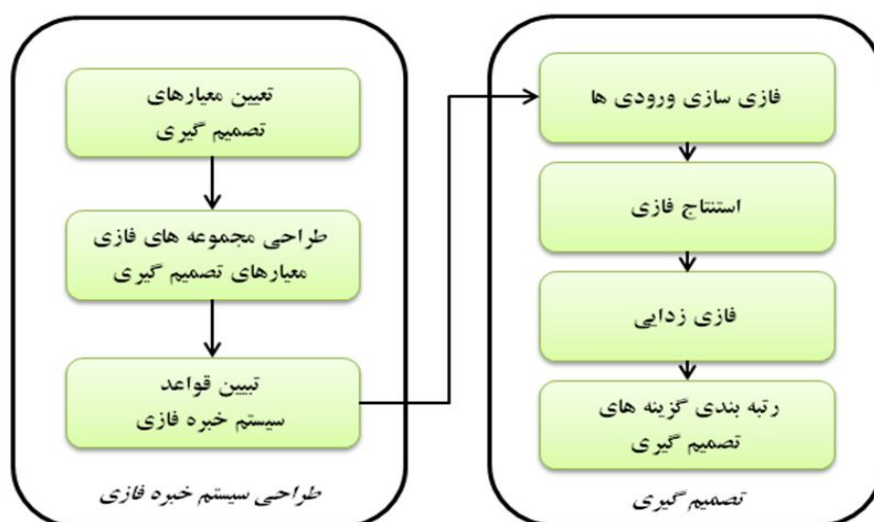 تعیین معیارهای
تصمیم گیری
طراحی مجموعه های فازی
معیارهای تصمیم گیری
تبیین قواعد
سیستم خبره فازی
طراحی سیستم خبره فازی
فازی سازی ورودی ها
استنتاج فازی
فازی زدایی
رتبه بندی گزینه های
تصمیم گیری
تصمیم گیری